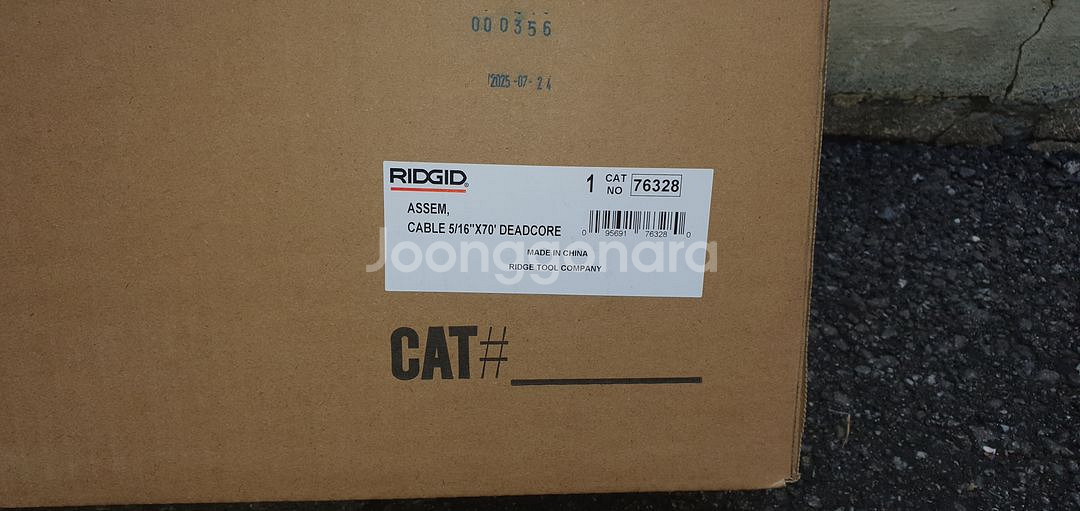 000356
2025-07-24
RIDGID®
1 CAT NO 76328
ASSEM,
CABLE 5/16"X70' DEADCORE
0 95691 76328 0
MADE IN CHINA
RIDGE TOOL COMPANY
Joonggonara
CAT#